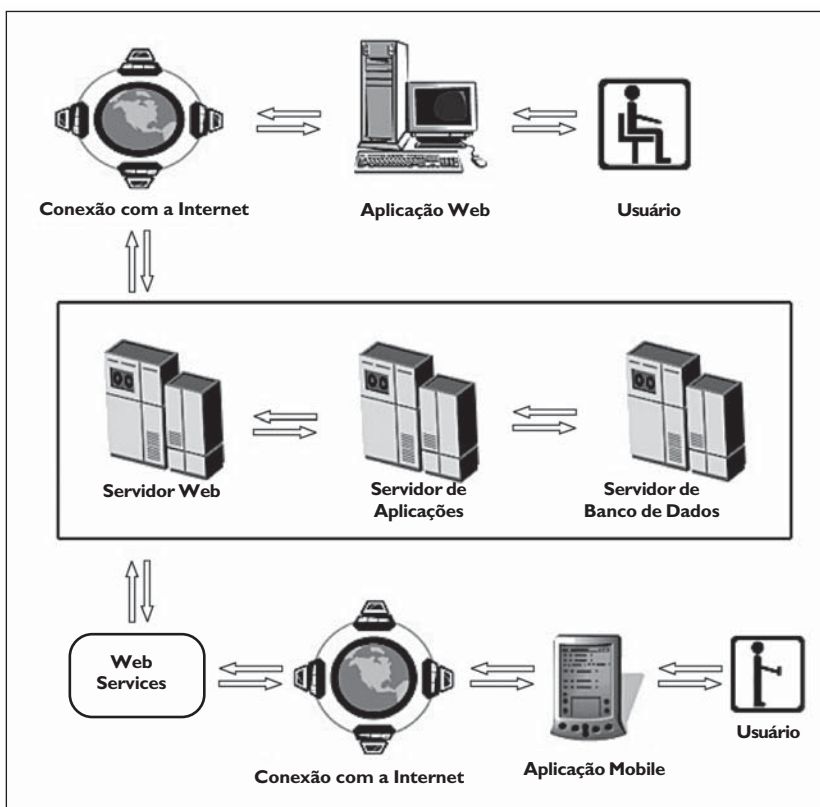 Conexão com a Internet
Aplicação Web
Usuário
Servidor Web
Servidor de
Aplicações
Servidor de
Banco de Dados
Web
Services
Conexão com a Internet
Aplicação Mobile
Usuário